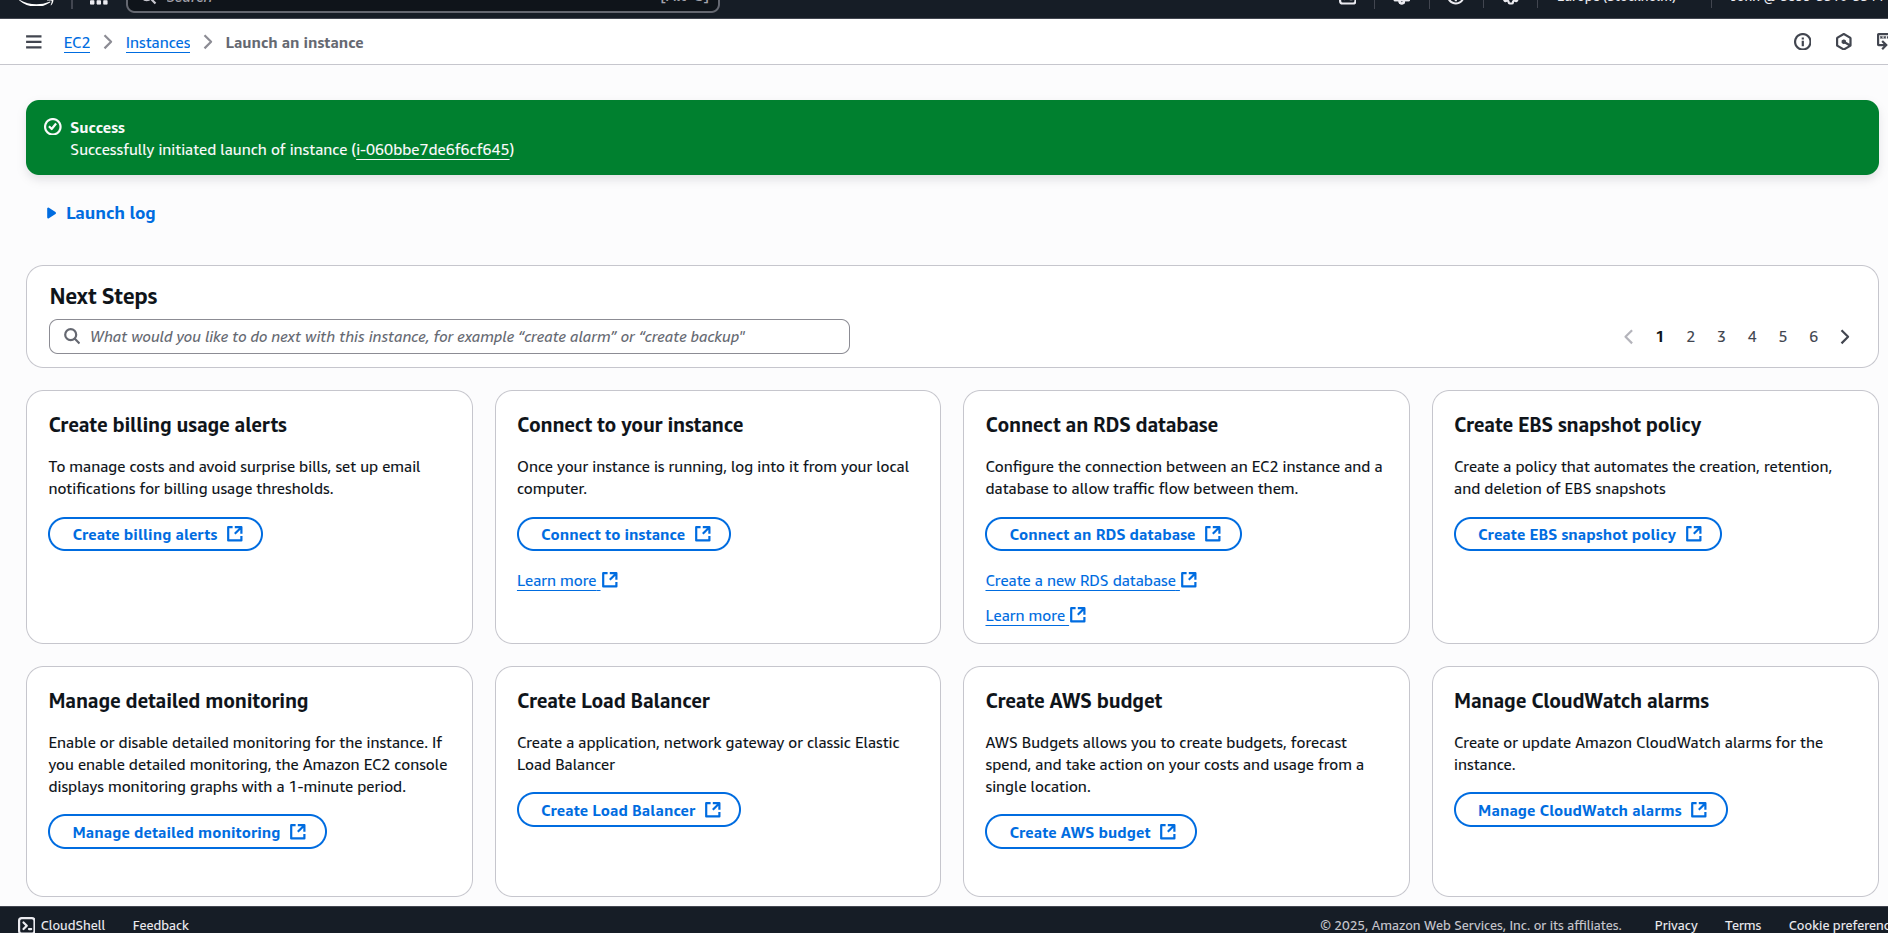 EC2 Instances Launch an instance
Success
Successfully initiated launch of instance (i-060bbe7de6f6cf645)
Launch log
Next Steps
What would you like to do next with this instance, for example “create alarm” or “create backup”
1 2 3 4 5 6
Create billing usage alerts
To manage costs and avoid surprise bills, set up email
notifications for billing usage thresholds.
Create billing alerts
Connect to your instance
Once your instance is running, log into it from your local
computer.
Connect to instance
Learn more
Connect an RDS database
Configure the connection between an EC2 instance and a
database to allow traffic flow between them.
Connect an RDS database
Create a new RDS database
Learn more
Create EBS snapshot policy
Create a policy that automates the creation, retention,
and deletion of EBS snapshots
Create EBS snapshot policy
Manage detailed monitoring
Enable or disable detailed monitoring for the instance. If
you enable detailed monitoring, the Amazon EC2 console
displays monitoring graphs with a 1-minute period.
Manage detailed monitoring
Create Load Balancer
Create a application, network gateway or classic Elastic
Load Balancer
Create Load Balancer
Create AWS budget
AWS Budgets allows you to create budgets, forecast
spend, and take action on your costs and usage from a
single location.
Create AWS budget
Manage CloudWatch alarms
Create or update Amazon CloudWatch alarms for the
instance.
Manage CloudWatch alarms
CloudShell Feedback © 2025, Amazon Web Services, Inc. or its affiliates. Privacy Terms Cookie preferenc